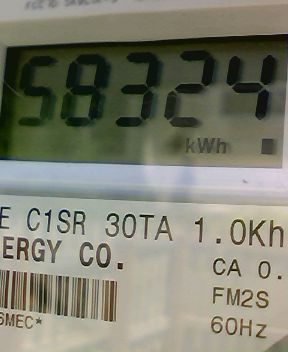 58324
kWh
E C1SR 30TA 1.0Kh
ERGY CO.
CA 0.
FM2S
6MEC*
60Hz